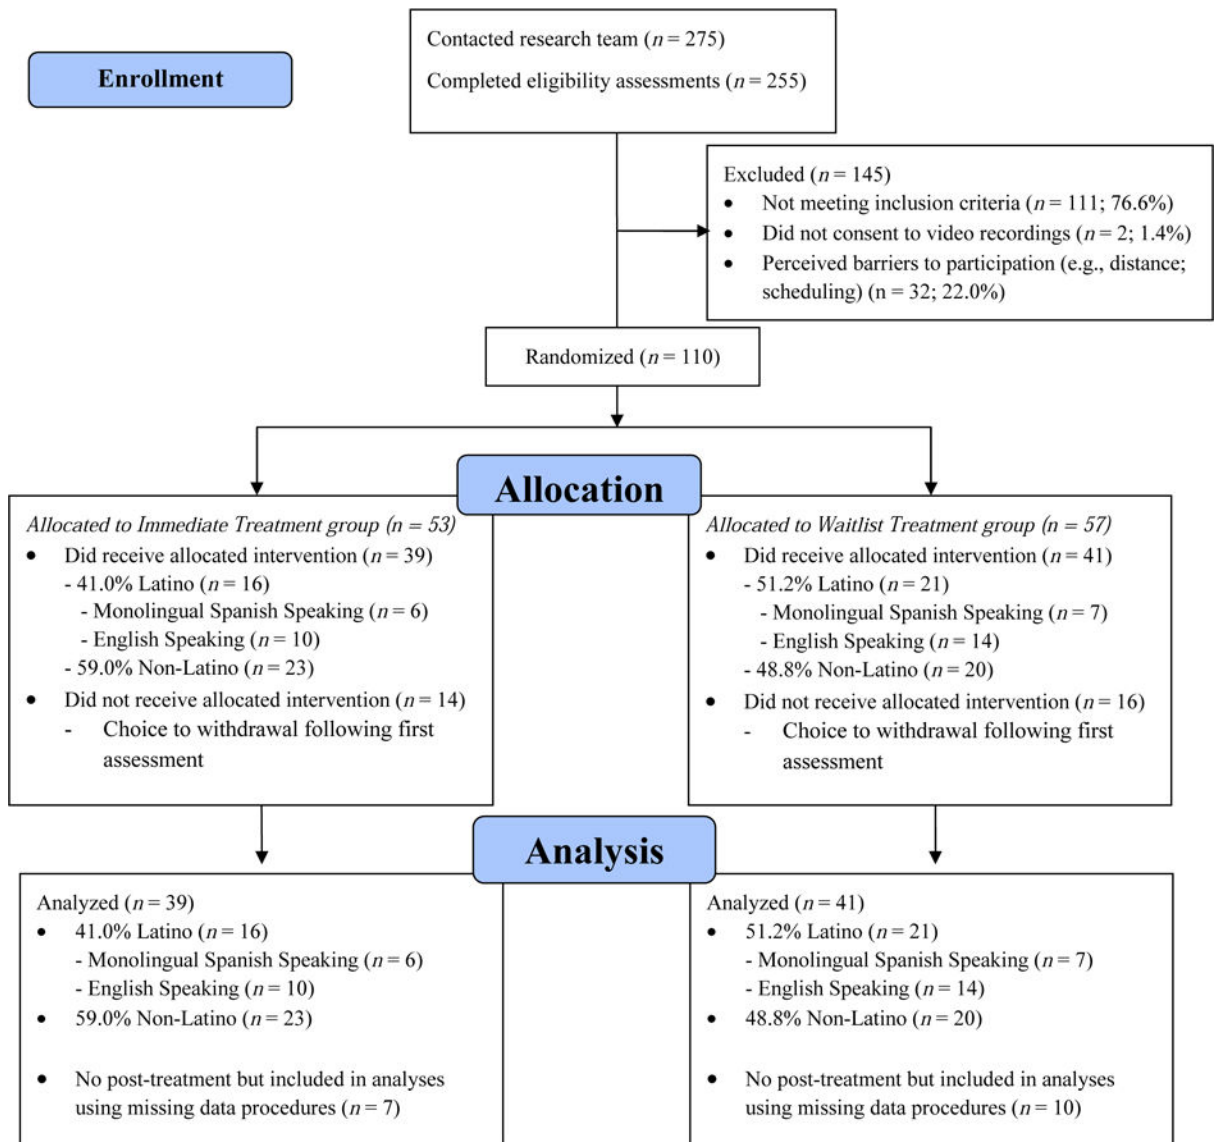 Contacted research team (n = 275)
Completed eligibility assessments (n = 255)
Enrollment
Excluded (n = 145)
• Not meeting inclusion criteria (n = 111; 76.6%)
• Did not consent to video recordings (n = 2; 1.4%)
• Perceived barriers to participation (e.g., distance;
scheduling) (n = 32; 22.0%)
Randomized (n = 110)
Allocation
Allocated to Immediate Treatment group (n = 53)
• Did receive allocated intervention (n = 39)
- 41.0% Latino (n = 16)
- Monolingual Spanish Speaking (n = 6)
- English Speaking (n = 10)
- 59.0% Non-Latino (n = 23)
• Did not receive allocated intervention (n = 14)
- Choice to withdrawal following first
assessment
Allocated to Waitlist Treatment group (n = 57)
• Did receive allocated intervention (n = 41)
- 51.2% Latino (n = 21)
- Monolingual Spanish Speaking (n = 7)
- English Speaking (n = 14)
- 48.8% Non-Latino (n = 20)
• Did not receive allocated intervention (n = 16)
- Choice to withdrawal following first
assessment
Analysis
Analyzed (n = 39)
• 41.0% Latino (n = 16)
- Monolingual Spanish Speaking (n = 6)
- English Speaking (n = 10)
• 59.0% Non-Latino (n = 23)
• No post-treatment but included in analyses
using missing data procedures (n = 7)
Analyzed (n = 41)
• 51.2% Latino (n = 21)
- Monolingual Spanish Speaking (n = 7)
- English Speaking (n = 14)
• 48.8% Non-Latino (n = 20)
• No post-treatment but included in analyses
using missing data procedures (n = 10)